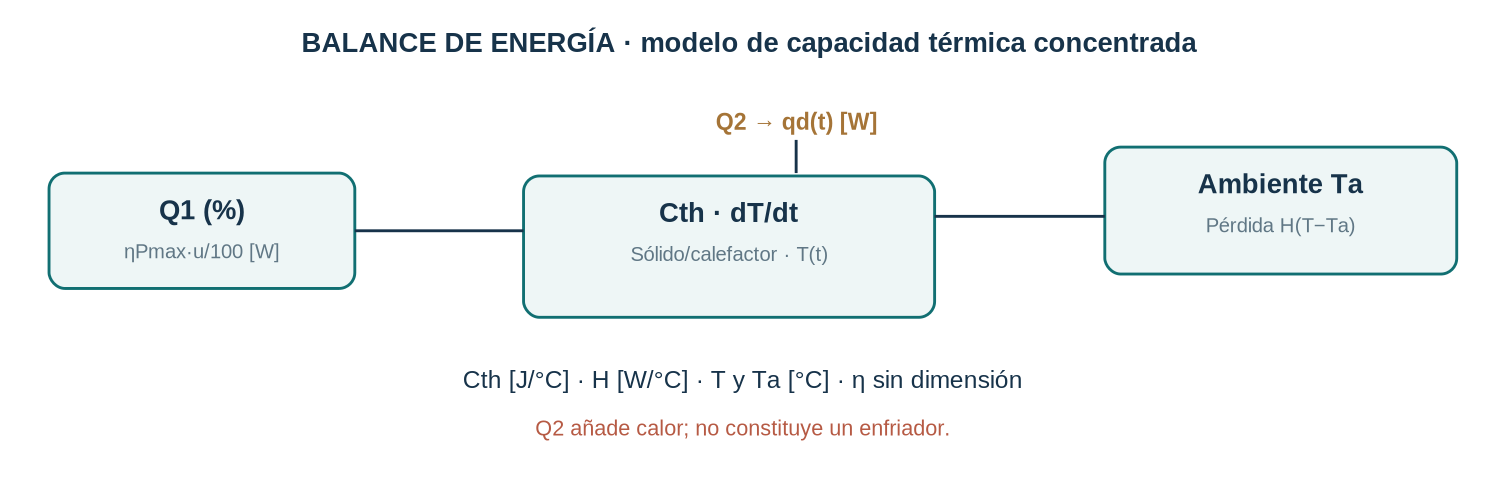 BALANCE DE ENERGÍA · modelo de capacidad térmica concentrada
Q2 → qd(t) [W]
Q1 (%)
ηPmax·u/100 [W]
Cth · dT/dt
Sólido/calefactor · T(t)
Ambiente Ta
Pérdida H(T−Ta)
Cth [J/°C] · H [W/°C] · T y Ta [°C] · η sin dimensión
Q2 añade calor; no constituye un enfriador.